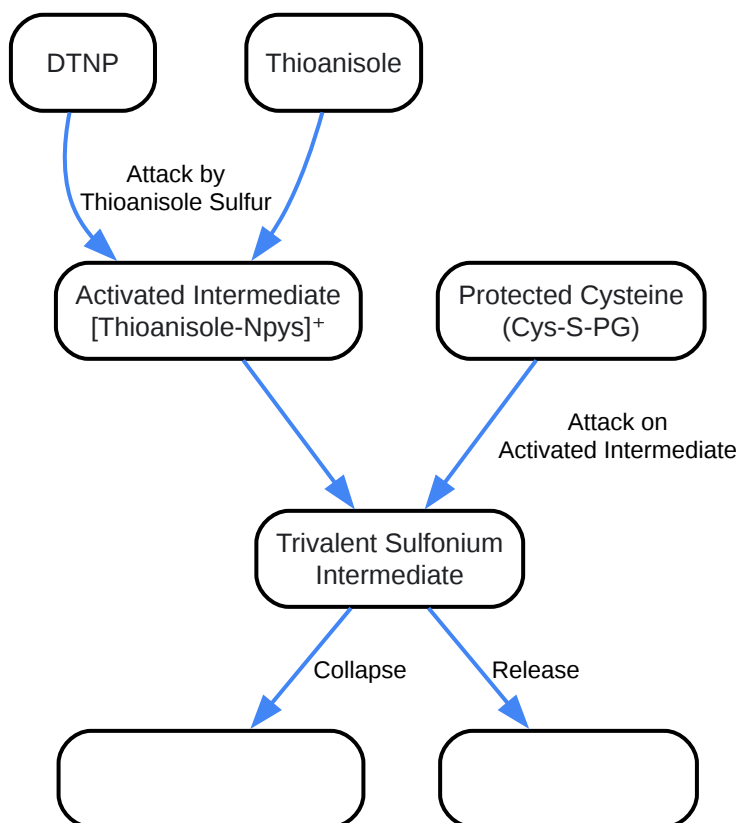 DTNP
Thioanisole
Attack by
Thioanisole Sulfur
Activated Intermediate
[Thioanisole-Npys]⁺
Protected Cysteine
(Cys-S-PG)
Attack on
Activated Intermediate
Trivalent Sulfonium
Intermediate
Collapse
Release